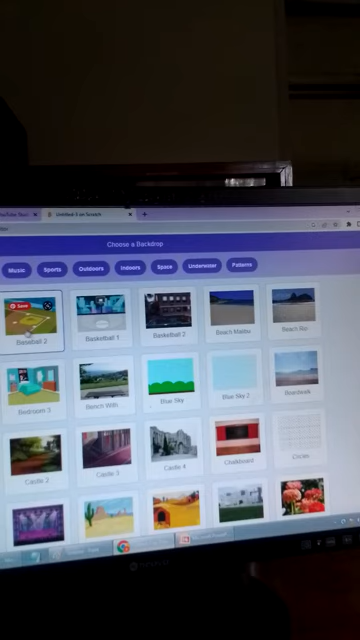 Untitled-5 on Scratch
Choose a Backdrop
Music Sports Outdoors Indoors Space Underwater Patterns
Save
Baseball 2 Basketball 1 Basketball 2 Beach Malibu Beach Rio
Bedroom 3 Bench With... Blue Sky Blue Sky 2 Boardwalk
Castle 2 Castle 3 Castle 4 Chalkboard Circles